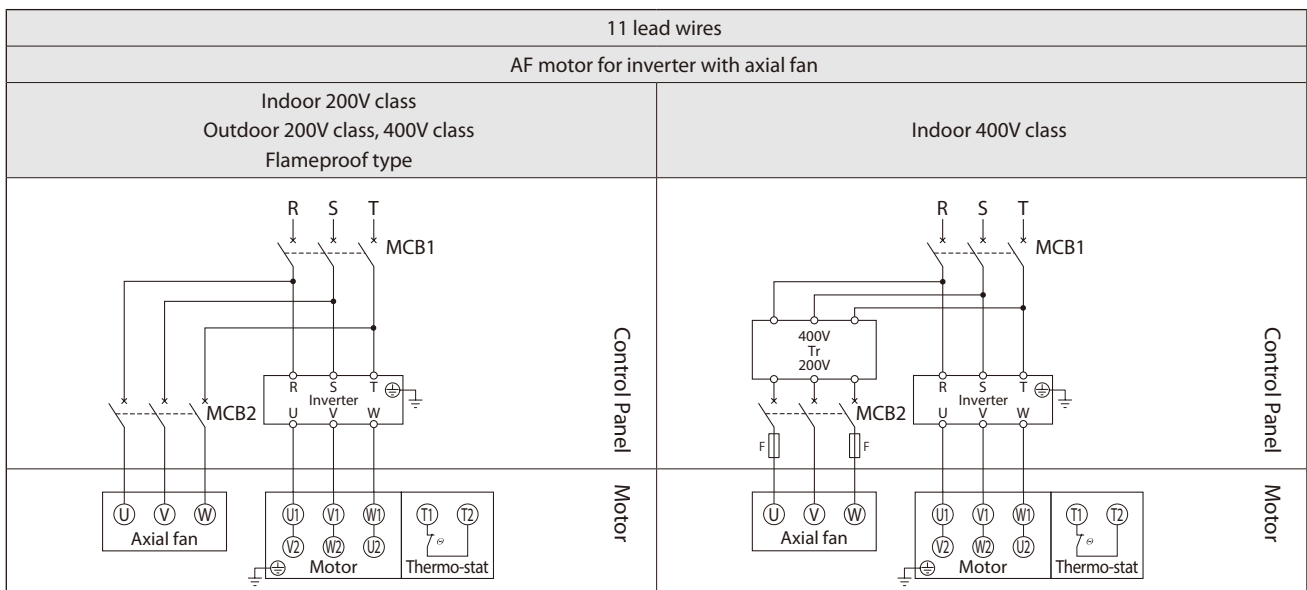 11 lead wires
AF motor for inverter with axial fan
Indoor 200V class
Outdoor 200V class, 400V class
Flameproof type
Indoor 400V class
R S T
MCB1
R S T
Inverter
U V W
MCB2
Control Panel
U V W
Axial fan
U1 V1 W1
V2 W2 U2
Motor
T1 T2
Θ
Thermo-stat
Motor
R S T
MCB1
400V
Tr
200V
R S T
Inverter
U V W
MCB2
F F
Control Panel
U V W
Axial fan
U1 V1 W1
V2 W2 U2
Motor
T1 T2
Θ
Thermo-stat
Motor